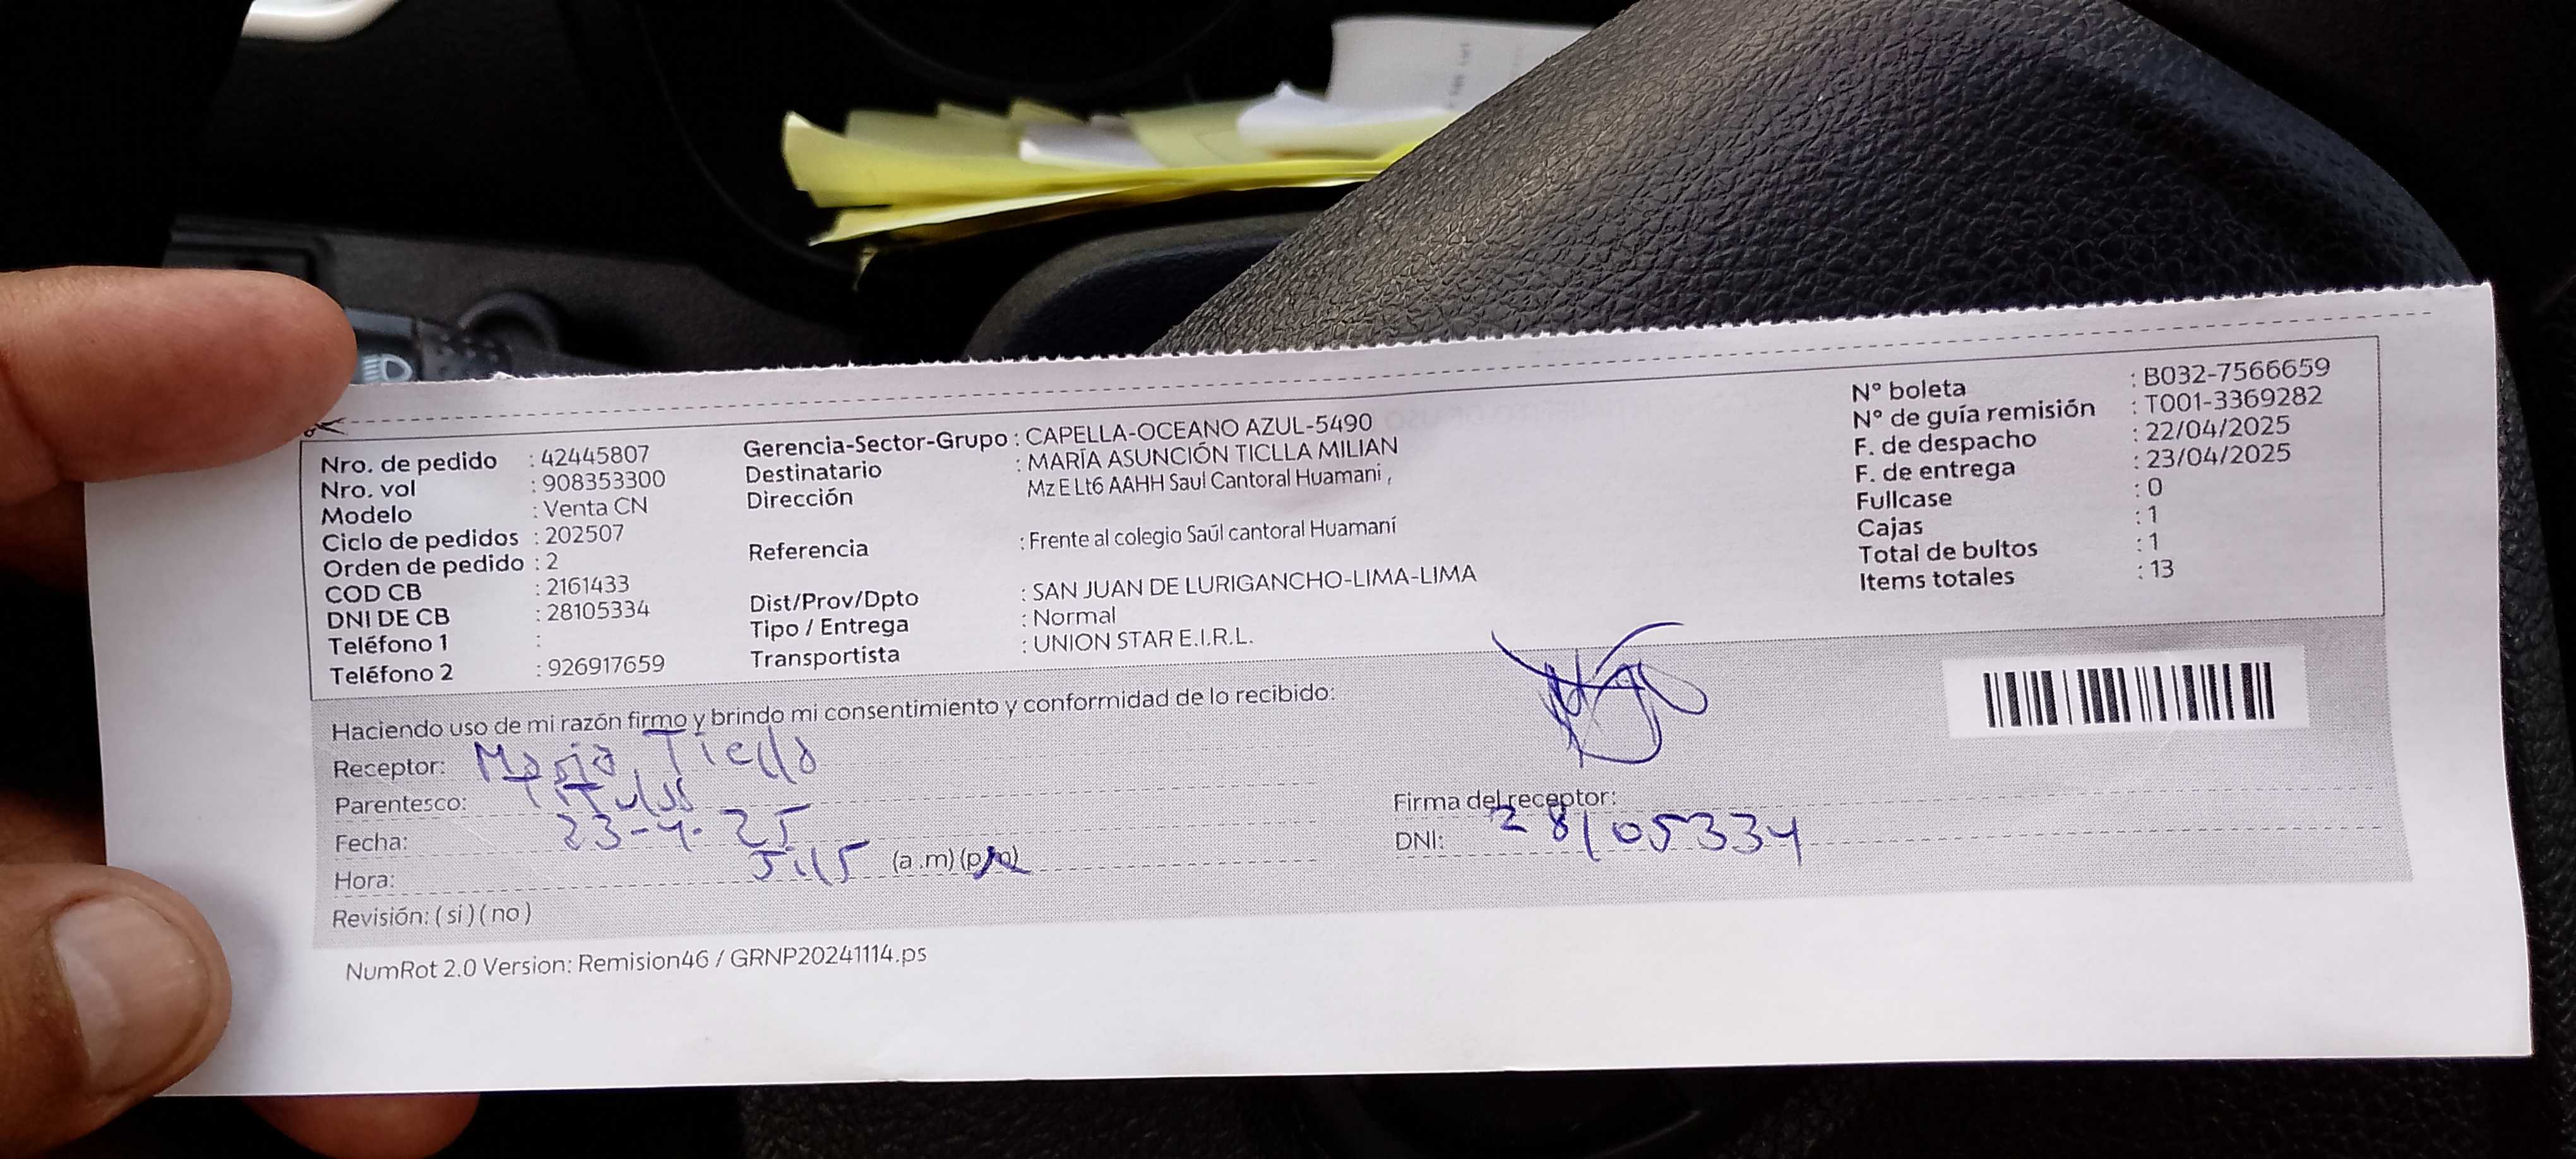 Nro. de pedido : 42445807
Nro. vol : 908353300
Modelo : Venta CN
Ciclo de pedidos : 202507
Orden de pedido : 2
COD CB : 2161433
DNI DE CB : 28105334
Teléfono 1 :
Teléfono 2 : 926917659
Gerencia-Sector-Grupo : CAPELLA-OCEANO AZUL-5490
Destinatario : MARÍA ASUNCIÓN TICLLA MILIAN
Dirección Mz E Lt6 AAHH Saul Cantoral Huamani ,
Referencia : Frente al colegio Saúl cantoral Huamaní
Dist/Prov/Dpto : SAN JUAN DE LURIGANCHO-LIMA-LIMA
Tipo / Entrega : Normal
Transportista : UNION STAR E.I.R.L.
N° boleta : B032-7566659
N° de guía remisión : T001-3369282
F. de despacho : 22/04/2025
F. de entrega : 23/04/2025
Fullcase : 0
Cajas : 1
Total de bultos : 1
Items totales : 13
Haciendo uso de mi razón firmo y brindo mi consentimiento y conformidad de lo recibido:
Receptor: Maria Ticlla
Parentesco:
Fecha: 23-4-25
Hora: 5:15 (a.m) (p.m)
Revisión: ( si ) ( no )
Firma del receptor:
DNI: 28105334
NumRot 2.0 Version: Remision46 / GRNP20241114.ps